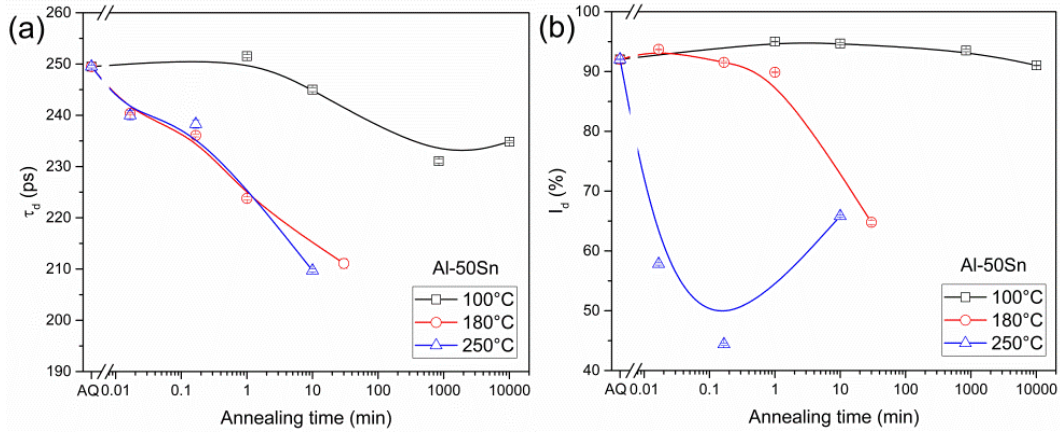 (a)
260
250
240
230
220
210
200
190
τd (ps)
AQ 0.01 0.1 1 10 100 1000 10000
Annealing time (min)
Al-50Sn
100°C
180°C
250°C
(b)
100
90
80
70
60
50
40
Id (%)
AQ 0.01 0.1 1 10 100 1000 10000
Annealing time (min)
Al-50Sn
100°C
180°C
250°C